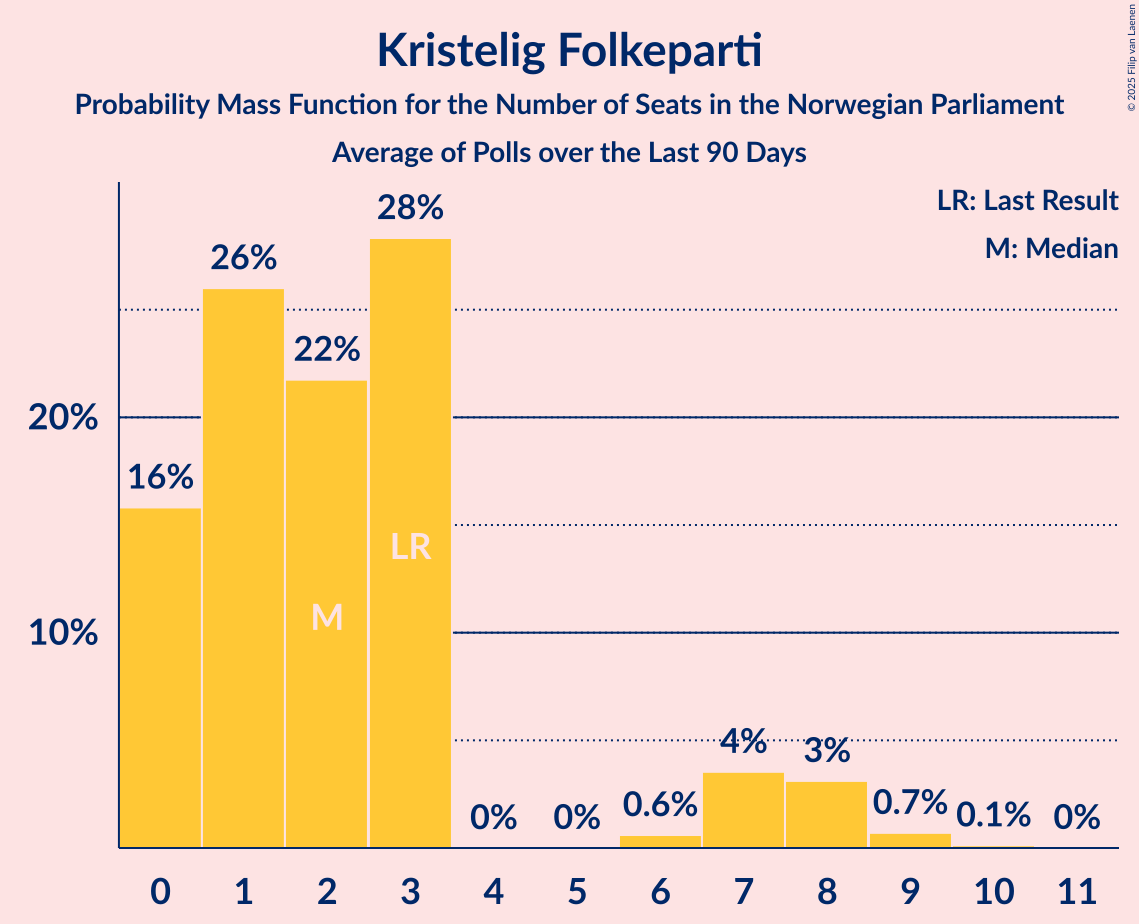 Kristelig Folkeparti
Probability Mass Function for the Number of Seats in the Norwegian Parliament
Average of Polls over the Last 90 Days
© 2025 Filip van Laenen
LR: Last Result
M: Median
28%
26%
22%
20%
16%
LR
M
10%
4%
3%
0%
0%
0.6%
0.7%
0.1%
0%
0 1 2 3 4 5 6 7 8 9 10 11